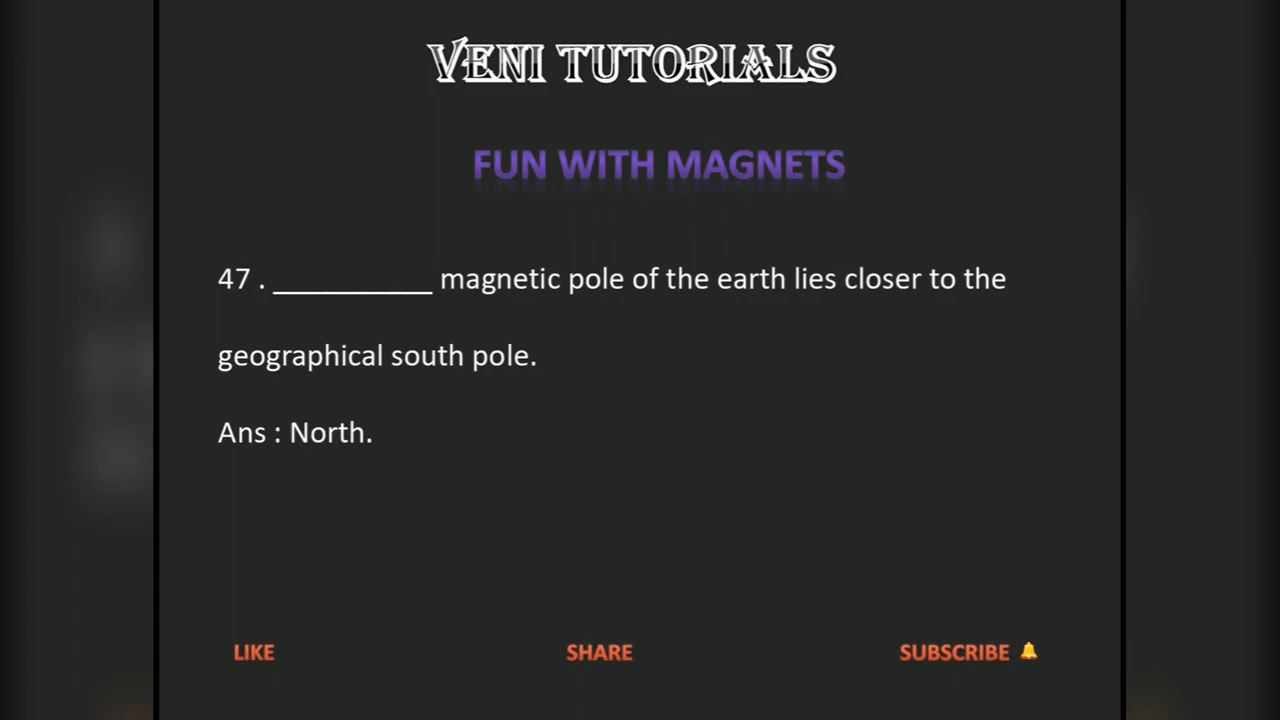 VENI TUTORIALS
FUN WITH MAGNETS
47 . __________ magnetic pole of the earth lies closer to the
geographical south pole.
Ans : North.
LIKE SHARE SUBSCRIBE 🔔